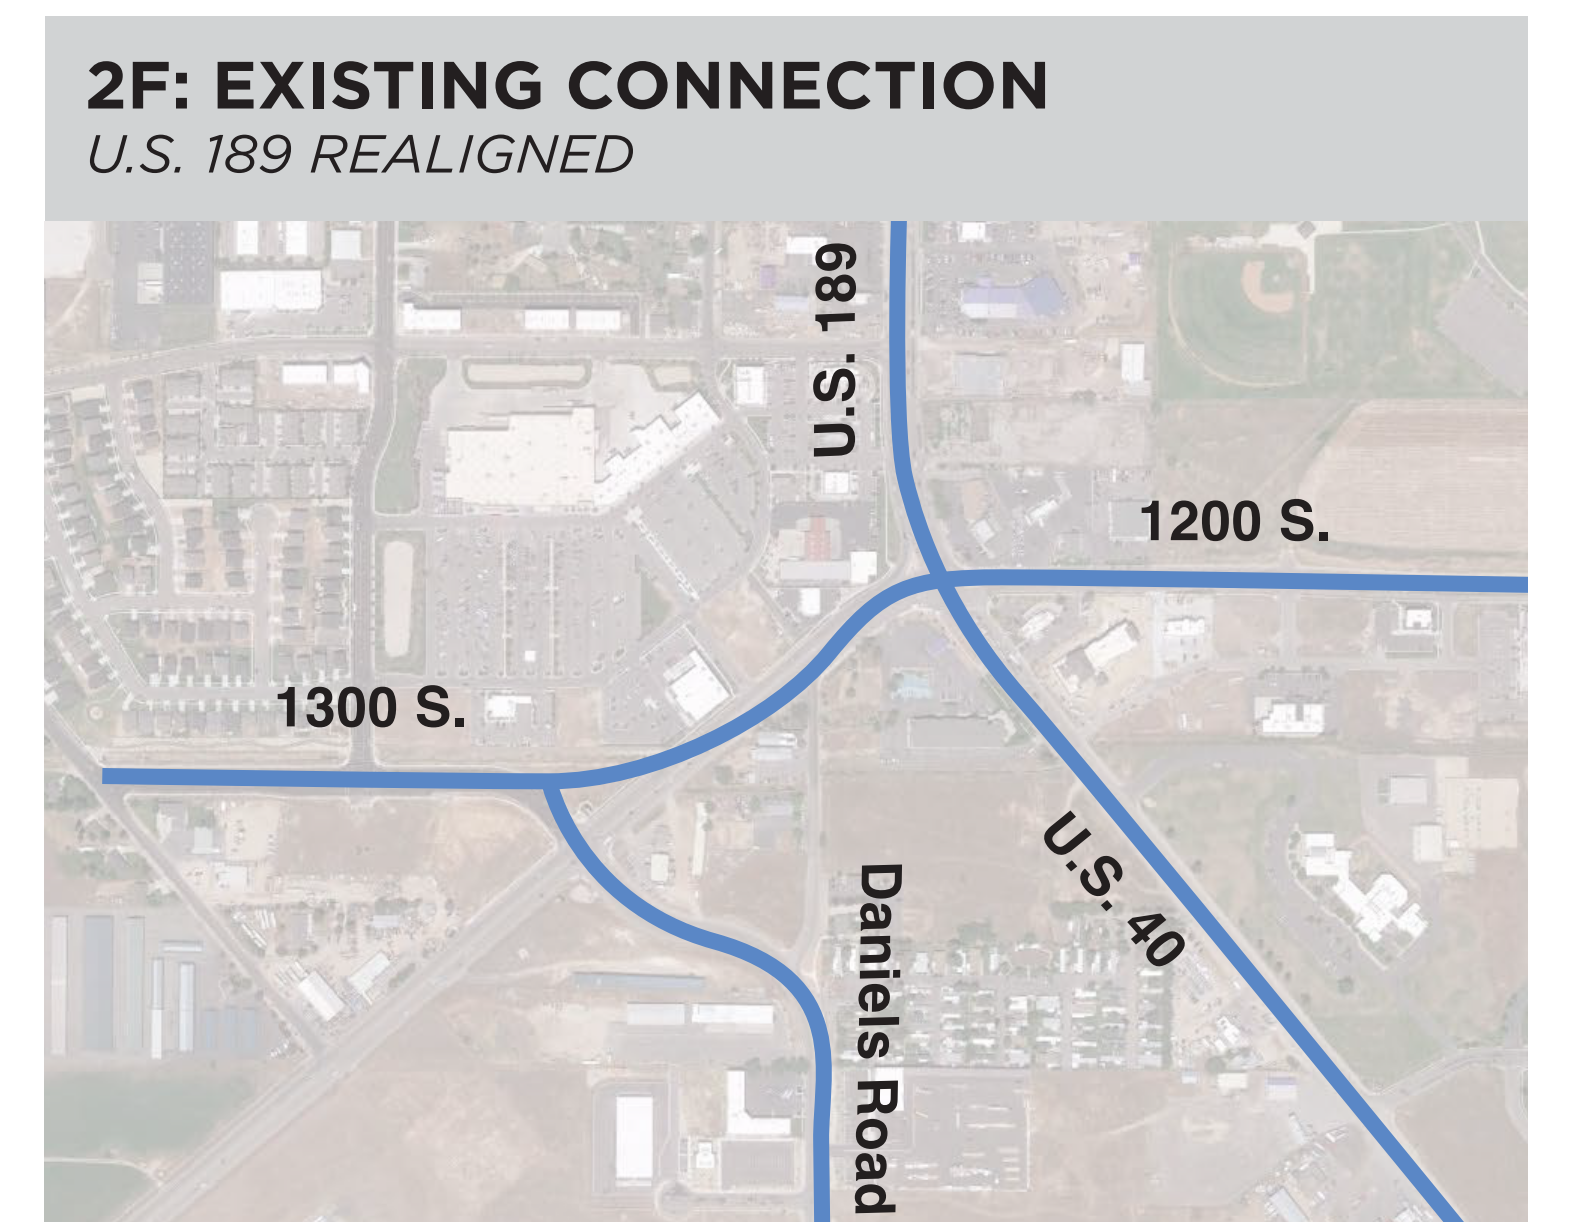 2F: EXISTING CONNECTION
U.S. 189 REALIGNED
U.S. 189
1200 S.
1300 S.
U.S. 40
Daniels Road